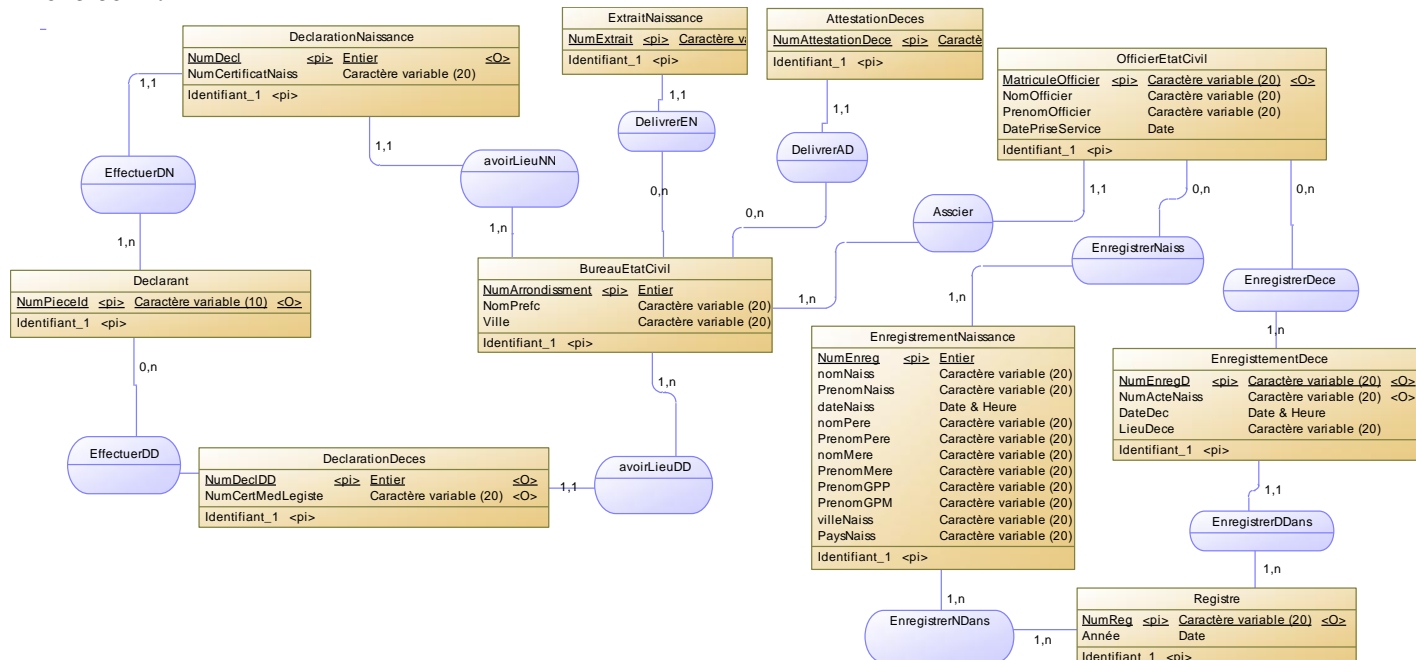 DeclarationNaissance
NumDecl <pi> Entier <O>
NumCertificatNaiss Caractère variable (20)
Identifiant_1 <pi>
ExtraitNaissance
NumExtrait <pi> Caractère va
Identifiant_1 <pi>
AttestationDeces
NumAttestationDece <pi> Caractè
Identifiant_1 <pi>
OfficierEtatCivil
MatriculeOfficier <pi> Caractère variable (20) <O>
NomOfficier Caractère variable (20)
PrenomOfficier Caractère variable (20)
DatePriseService Date
Identifiant_1 <pi>
1,1
1,1
1,1
1,1
1,1
0,n
0,n
EffectuerDN
avoirLieuNN
DelivrerEN
DelivrerAD
Asscier
EnregistrerNaiss
EnregistrerDece
1,n
1,n
0,n
0,n
1,n
1,n
1,n
Declarant
NumPieceId <pi> Caractère variable (10) <O>
Identifiant_1 <pi>
BureauEtatCivil
NumArrondissment <pi> Entier
NomPrefc Caractère variable (20)
Ville Caractère variable (20)
Identifiant_1 <pi>
EnregistrementNaissance
NumEnreg <pi> Entier
nomNaiss Caractère variable (20)
PrenomNaiss Caractère variable (20)
dateNaiss Date & Heure
nomPere Caractère variable (20)
PrenomPere Caractère variable (20)
nomMere Caractère variable (20)
PrenomMere Caractère variable (20)
PrenomGPP Caractère variable (20)
PrenomGPM Caractère variable (20)
villeNaiss Caractère variable (20)
PaysNaiss Caractère variable (20)
Identifiant_1 <pi>
EnregisttementDece
NumEnregD <pi> Caractère variable (20) <O>
NumActeNaiss Caractère variable (20) <O>
DateDec Date & Heure
LieuDece Caractère variable (20)
Identifiant_1 <pi>
0,n
1,n
EffectuerDD
DeclarationDeces
NumDeclDD <pi> Entier <O>
NumCertMedLegiste Caractère variable (20) <O>
Identifiant_1 <pi>
1,1
avoirLieuDD
1,1
EnregistrerDDans
1,n
1,n
EnregistrerNDans
1,n
Registre
NumReg <pi> Caractère variable (20) <O>
Année Date
Identifiant_1 <pi>